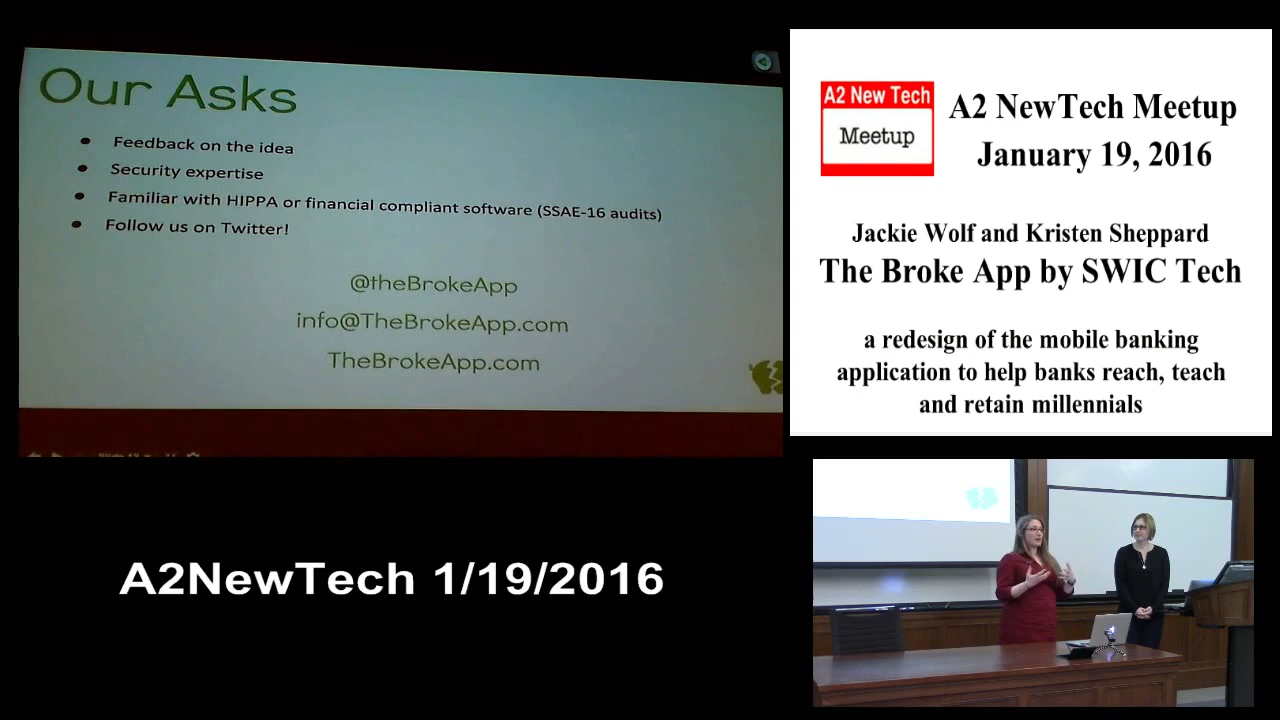 Our Asks
● Feedback on the idea
● Security expertise
● Familiar with HIPPA or financial compliant software (SSAE-16 audits)
● Follow us on Twitter!
@theBrokeApp
info@TheBrokeApp.com
TheBrokeApp.com
A2 New Tech
Meetup
A2 NewTech Meetup
January 19, 2016
Jackie Wolf and Kristen Sheppard
The Broke App by SWIC Tech
a redesign of the mobile banking
application to help banks reach, teach
and retain millennials
A2NewTech 1/19/2016